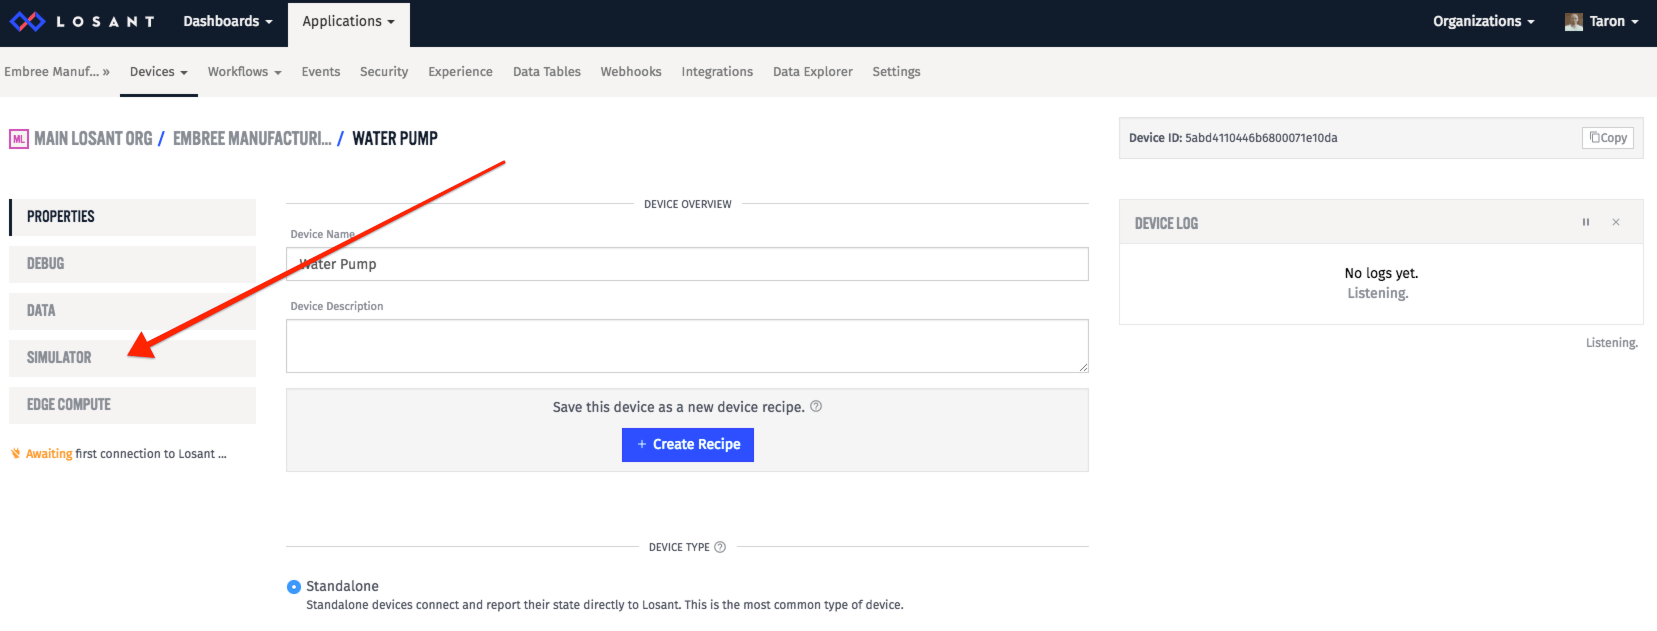 LOSANT Dashboards Applications Organizations Taron
Embree Manuf... » Devices Workflows Events Security Experience Data Tables Webhooks Integrations Data Explorer Settings
ML MAIN LOSANT ORG / EMBREE MANUFACTURI... / WATER PUMP
Device ID: 5abd4110446b6800071e10da Copy
PROPERTIES
DEBUG
DATA
SIMULATOR
EDGE COMPUTE
Awaiting first connection to Losant ...
DEVICE OVERVIEW
Device Name
Water Pump
Device Description
Save this device as a new device recipe. ?
+ Create Recipe
DEVICE TYPE ?
Standalone
Standalone devices connect and report their state directly to Losant. This is the most common type of device.
DEVICE LOG
No logs yet.
Listening.
Listening.